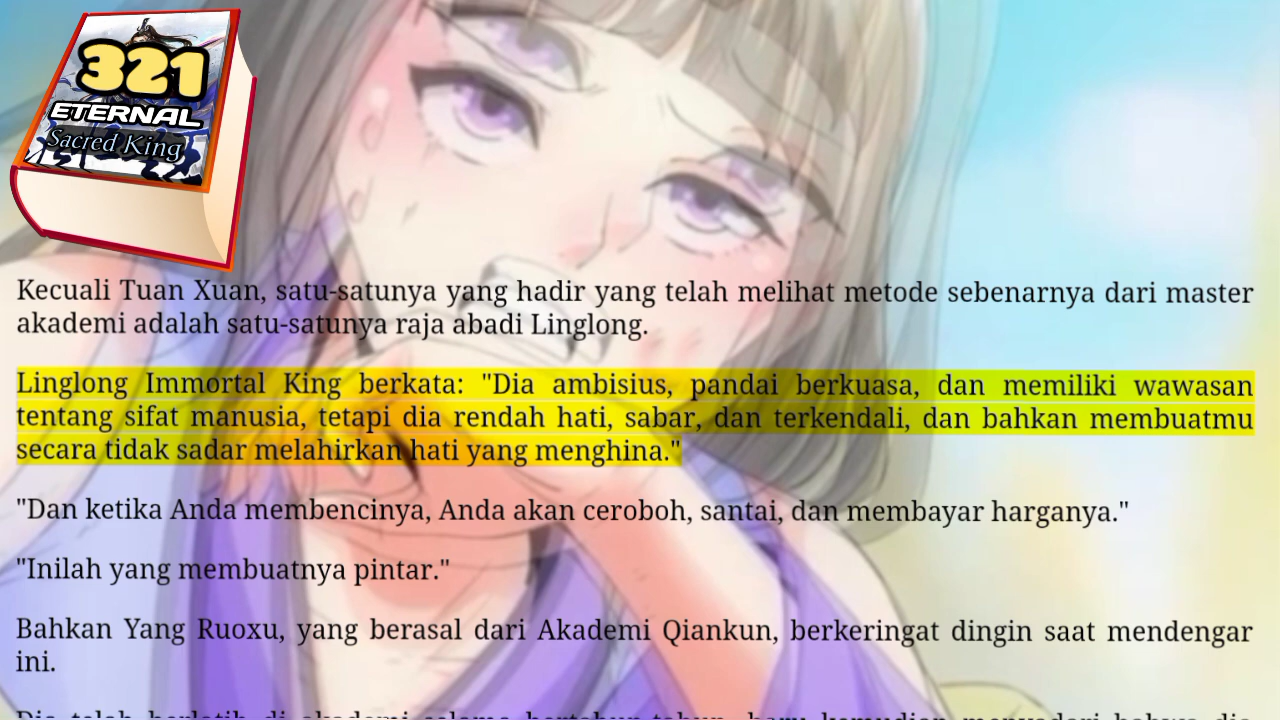 321
ETERNAL
Sacred King
Kecuali Tuan Xuan, satu-satunya yang hadir yang telah melihat metode sebenarnya dari master
akademi adalah satu-satunya raja abadi Linglong.
Linglong Immortal King berkata: "Dia ambisius, pandai berkuasa, dan memiliki wawasan
tentang sifat manusia, tetapi dia rendah hati, sabar, dan terkendali, dan bahkan membuatmu
secara tidak sadar melahirkan hati yang menghina."
"Dan ketika Anda membencinya, Anda akan ceroboh, santai, dan membayar harganya."
"Inilah yang membuatnya pintar."
Bahkan Yang Ruoxu, yang berasal dari Akademi Qiankun, berkeringat dingin saat mendengar
ini.